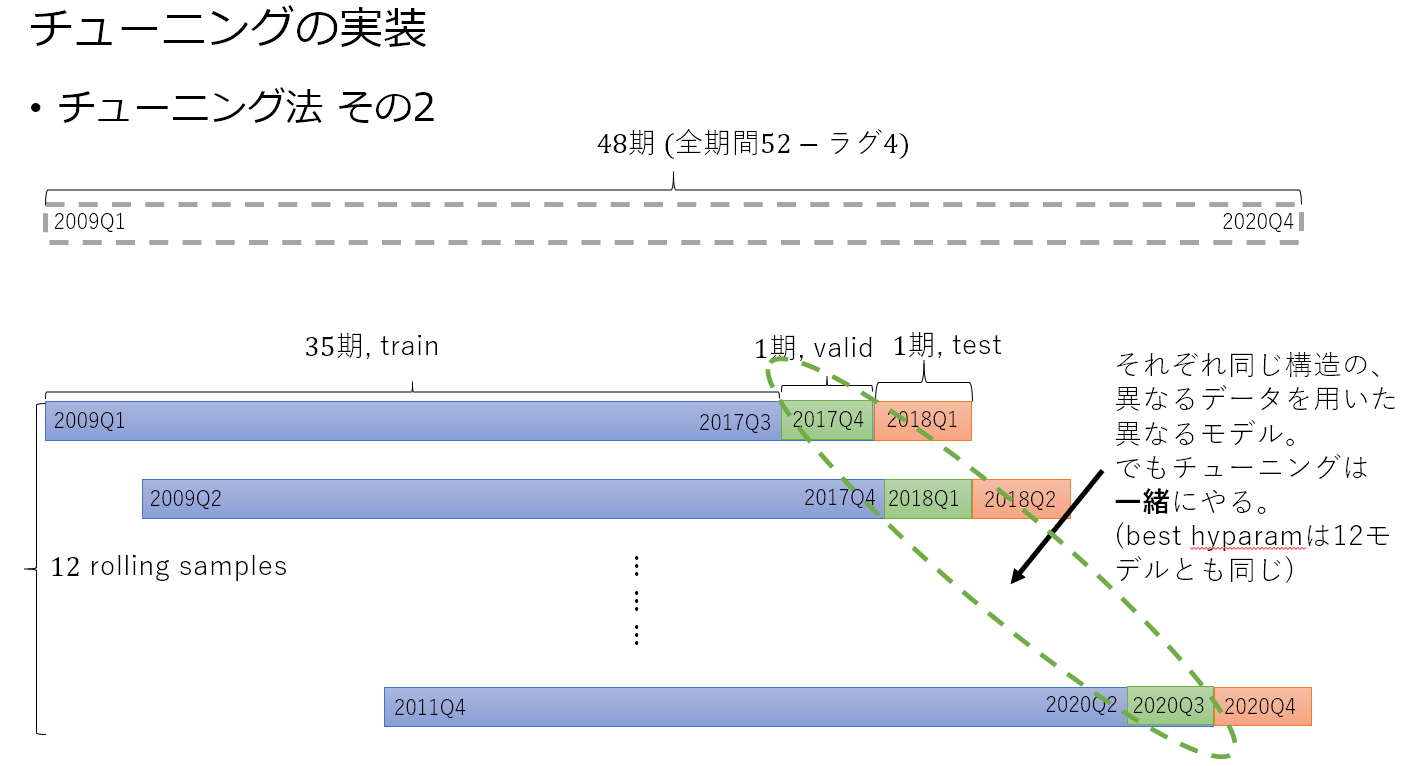 チューニングの実装
• チューニング法 その2
48期 (全期間52 − ラグ4)
2009Q1
2020Q4
35期, train
1期, valid
1期, test
2009Q1
2017Q3
2017Q4
2018Q1
2009Q2
2017Q4
2018Q1
2018Q2
12 rolling samples
⋮
2011Q4
2020Q2
2020Q3
2020Q4
それぞれ同じ構造の、
異なるデータを用いた
異なるモデル。
でもチューニングは
一緒にやる。
(best hyparamは12モ
デルとも同じ)